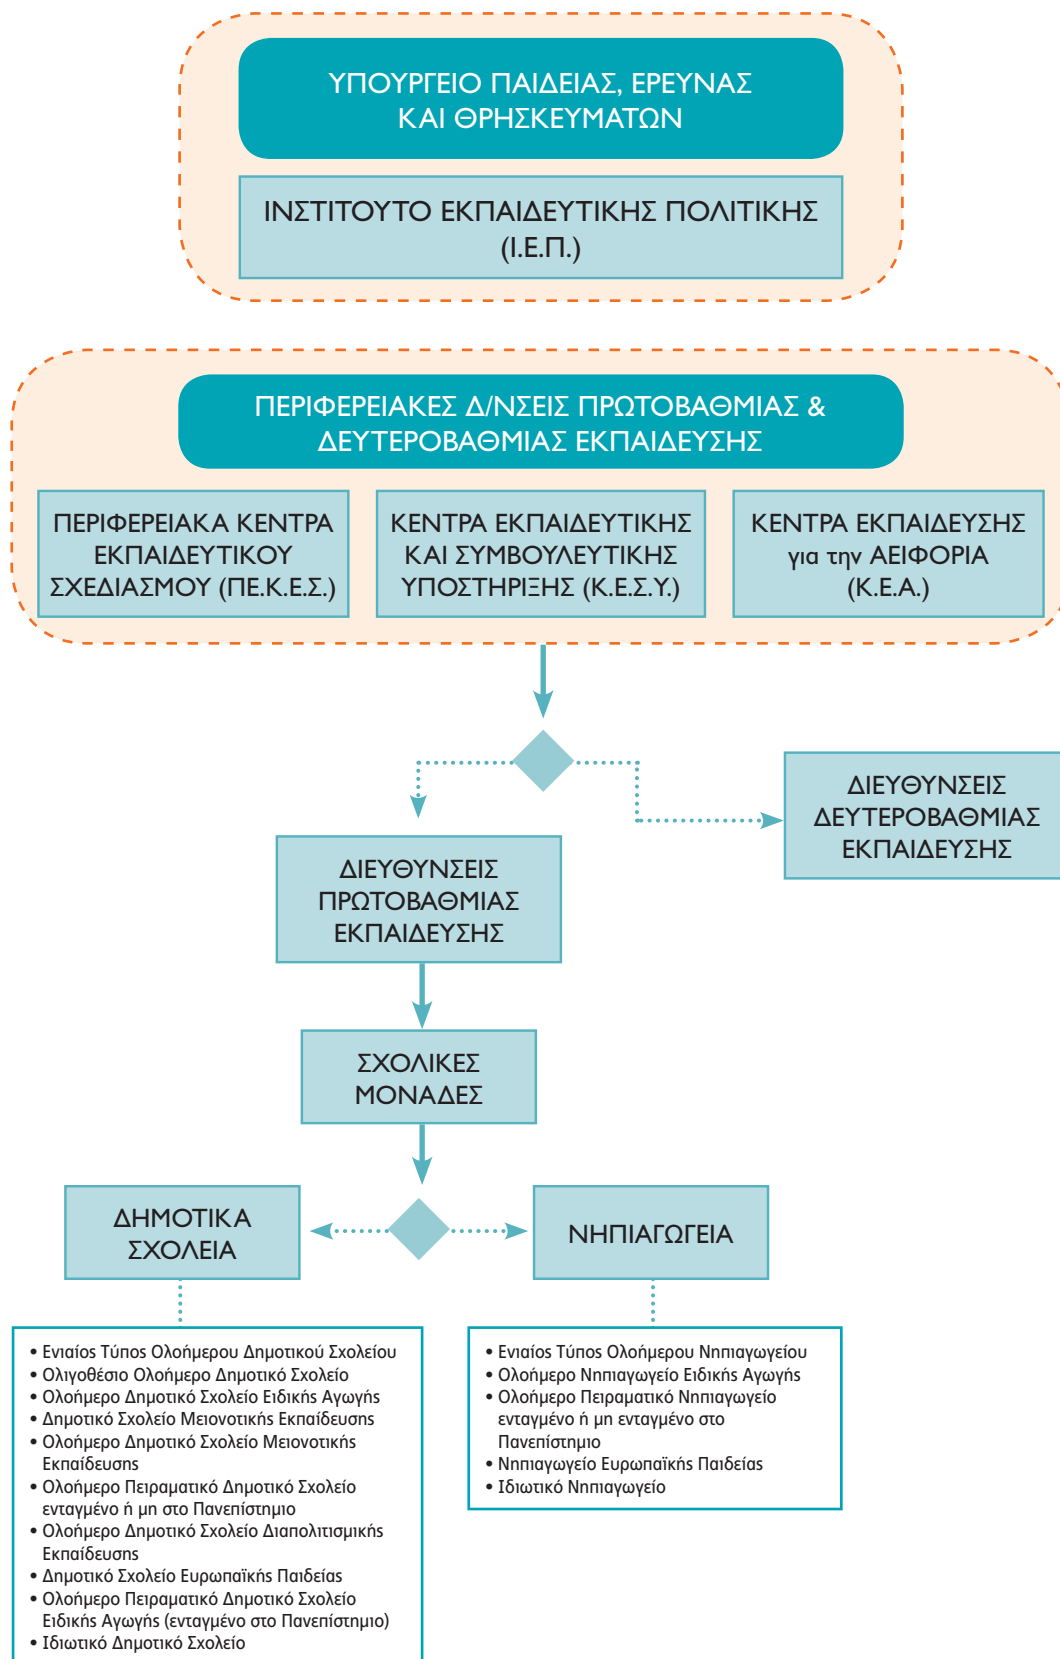 ΥΠΟΥΡΓΕΙΟ ΠΑΙΔΕΙΑΣ, ΕΡΕΥΝΑΣ
ΚΑΙ ΘΡΗΣΚΕΥΜΑΤΩΝ
ΙΝΣΤΙΤΟΥΤΟ ΕΚΠΑΙΔΕΥΤΙΚΗΣ ΠΟΛΙΤΙΚΗΣ
(Ι.Ε.Π.)
ΠΕΡΙΦΕΡΕΙΑΚΕΣ Δ/ΝΣΕΙΣ ΠΡΩΤΟΒΑΘΜΙΑΣ &
ΔΕΥΤΕΡΟΒΑΘΜΙΑΣ ΕΚΠΑΙΔΕΥΣΗΣ
ΠΕΡΙΦΕΡΕΙΑΚΑ ΚΕΝΤΡΑ
ΕΚΠΑΙΔΕΥΤΙΚΟΥ
ΣΧΕΔΙΑΣΜΟΥ (ΠΕ.Κ.Ε.Σ.)
ΚΕΝΤΡΑ ΕΚΠΑΙΔΕΥΤΙΚΗΣ
ΚΑΙ ΣΥΜΒΟΥΛΕΥΤΙΚΗΣ
ΥΠΟΣΤΗΡΙΞΗΣ (Κ.Ε.Σ.Υ.)
ΚΕΝΤΡΑ ΕΚΠΑΙΔΕΥΣΗΣ
για την ΑΕΙΦΟΡΙΑ
(Κ.Ε.Α.)
ΔΙΕΥΘΥΝΣΕΙΣ
ΔΕΥΤΕΡΟΒΑΘΜΙΑΣ
ΕΚΠΑΙΔΕΥΣΗΣ
ΔΙΕΥΘΥΝΣΕΙΣ
ΠΡΩΤΟΒΑΘΜΙΑΣ
ΕΚΠΑΙΔΕΥΣΗΣ
ΣΧΟΛΙΚΕΣ
ΜΟΝΑΔΕΣ
ΔΗΜΟΤΙΚΑ
ΣΧΟΛΕΙΑ
ΝΗΠΙΑΓΩΓΕΙΑ
• Ενιαίος Τύπος Ολοήμερου Δημοτικού Σχολείου
• Ολιγοθέσιο Ολοήμερο Δημοτικό Σχολείο
• Ολοήμερο Δημοτικό Σχολείο Ειδικής Αγωγής
• Δημοτικό Σχολείο Μειονοτικής Εκπαίδευσης
• Ολοήμερο Δημοτικό Σχολείο Μειονοτικής
Εκπαίδευσης
• Ολοήμερο Πειραματικό Δημοτικό Σχολείο
ενταγμένο ή μη στο Πανεπίστημιο
• Ολοήμερο Δημοτικό Σχολείο Διαπολιτισμικής
Εκπαίδευσης
• Δημοτικό Σχολείο Ευρωπαϊκής Παιδείας
• Ολοήμερο Πειραματικό Δημοτικό Σχολείο
Ειδικής Αγωγής (ενταγμένο στο Πανεπίστημιο)
• Ιδιωτικό Δημοτικό Σχολείο
• Ενιαίος Τύπος Ολοήμερου Νηπιαγωγείου
• Ολοήμερο Νηπιαγωγείο Ειδικής Αγωγής
• Ολοήμερο Πειραματικό Νηπιαγωγείο
ενταγμένο ή μη ενταγμένο στο
Πανεπίστημιο
• Νηπιαγωγείο Ευρωπαϊκής Παιδείας
• Ιδιωτικό Νηπιαγωγείο